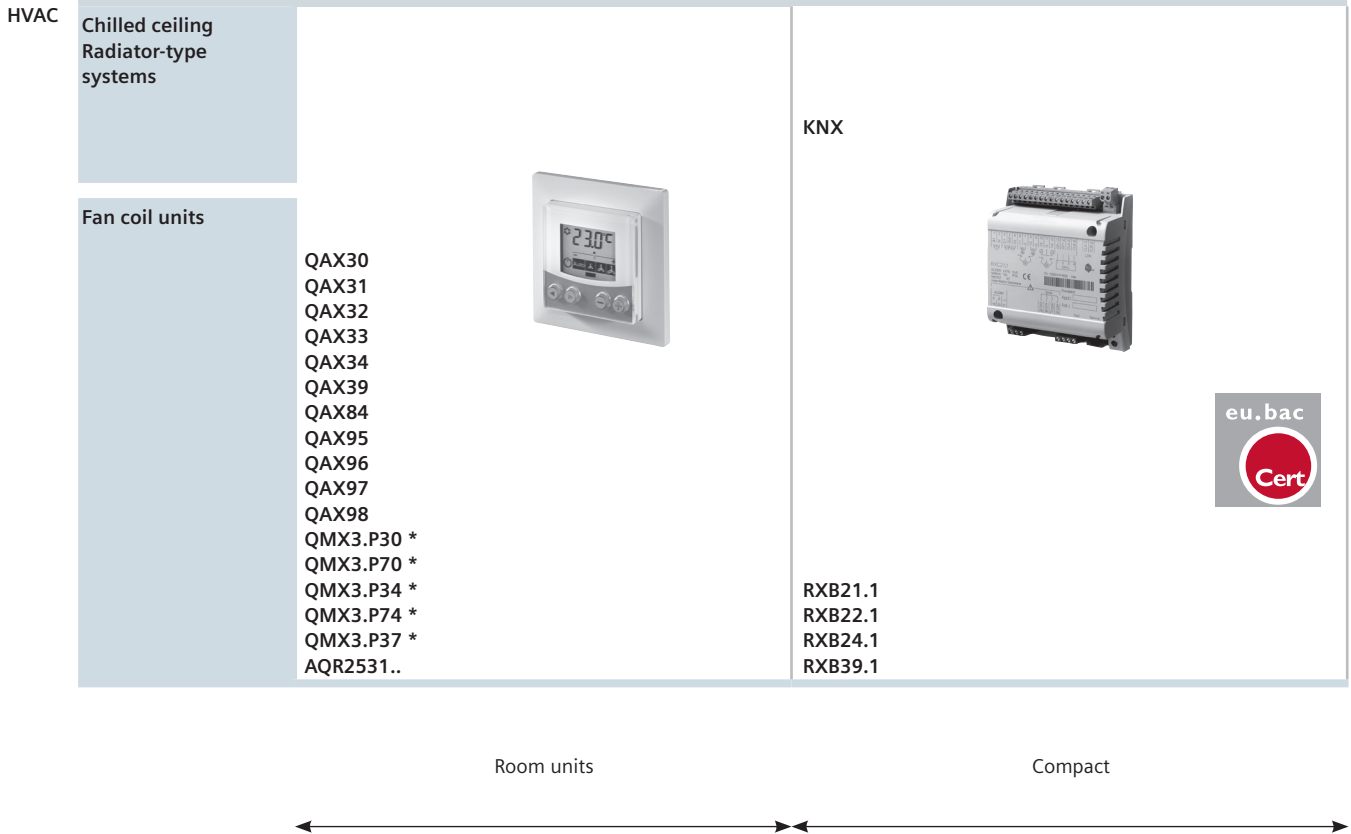 HVAC
Chilled ceiling
Radiator-type
systems
KNX
Fan coil units
23.0°C
QAX30
QAX31
QAX32
QAX33
QAX34
QAX39
QAX84
QAX95
QAX96
QAX97
QAX98
QMX3.P30 *
QMX3.P70 *
QMX3.P34 *
QMX3.P74 *
QMX3.P37 *
AQR2531..
eu.bac
Cert
RXB21.1
RXB22.1
RXB24.1
RXB39.1
Room units
Compact